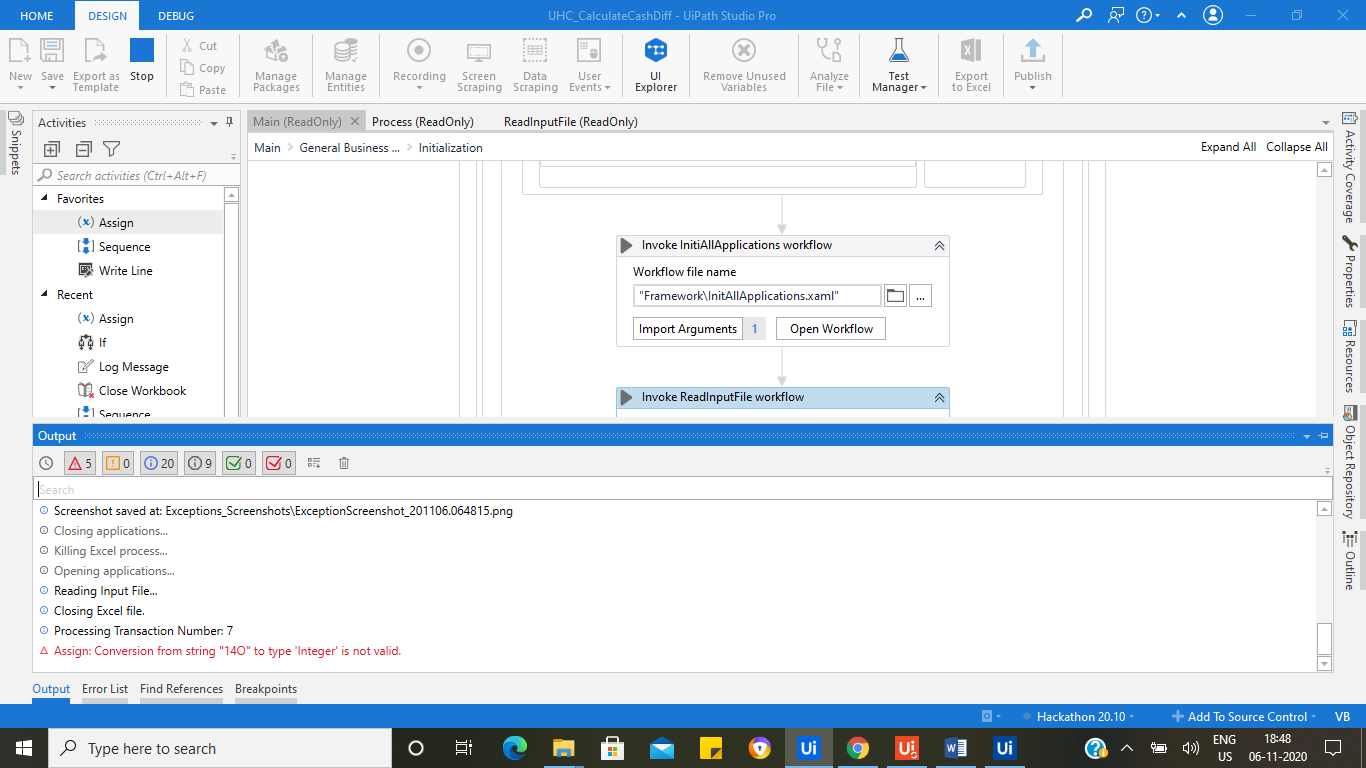 HOME DESIGN DEBUG UHC_CalculateCashDiff - UiPath Studio Pro
New Save Export as Template Stop Cut Copy Paste Manage Packages Manage Entities Recording Screen Scraping Data Scraping User Events UI Explorer Remove Unused Variables Analyze File Test Manager Export to Excel Publish
Snippets
Activities
Search activities (Ctrl+Alt+F)
Favorites
Assign
Sequence
Write Line
Recent
Assign
If
Log Message
Close Workbook
Sequence
Main (ReadOnly) Process (ReadOnly) ReadInputFile (ReadOnly)
Main General Business ... Initialization Expand All Collapse All
Invoke InitiAllApplications workflow
Workflow file name
"Framework\InitAllApplications.xaml" ...
Import Arguments 1 Open Workflow
Invoke ReadInputFile workflow
Activity Coverage
Properties
Resources
Object Repository
Outline
Output
5 0 20 9 0 0
Search
Screenshot saved at: Exceptions_Screenshots\ExceptionScreenshot_201106.064815.png
Closing applications...
Killing Excel process...
Opening applications...
Reading Input File...
Closing Excel file.
Processing Transaction Number: 7
Assign: Conversion from string "14O" to type 'Integer' is not valid.
Output Error List Find References Breakpoints
Hackathon 20.10 Add To Source Control VB
Type here to search Ui Ui Ui ENG 18:48
US 06-11-2020